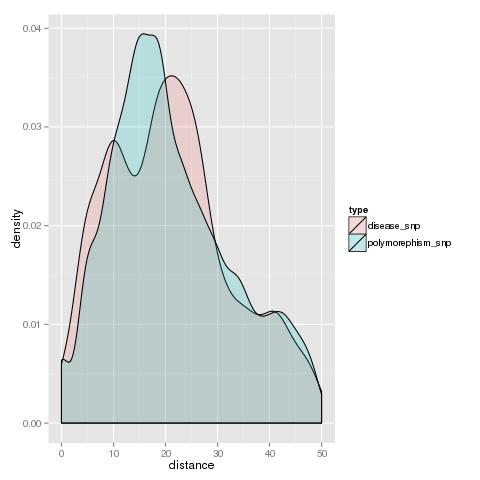 0.04
0.03
0.02
0.01
0.00
density
0 10 20 30 40 50
distance
type
disease_snp
polymorephism_snp